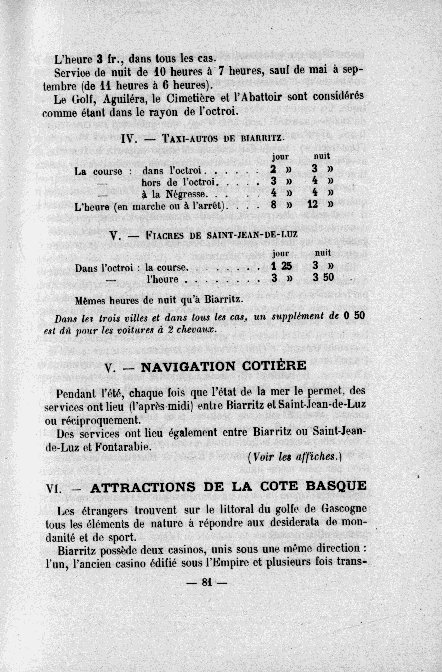 L'heure 3 fr., dans tous les cas.
Service de nuit de 10 heures à 7 heures, sauf de mai à sep-
tembre (de 11 heures à 6 heures).
Le Golf, Aguiléra, le Cimetière et l'Abattoir sont considérés
comme étant dans le rayon de l'octroi.
IV. — TAXI-AUTOS DE BIARRITZ.
jour nuit
La course : dans l'octroi . . . . . . 2 » 3 »
— hors de l'octroi . . . . . 3 » 4 »
— à la Négresse . . . . . . 4 » 4 »
L'heure (en marche ou à l'arrêt) . . . . 8 » 12 »
V. — FIACRES DE SAINT-JEAN-DE-LUZ
jour nuit
Dans l'octroi : la course . . . . . . . . 1 25 3 »
— l'heure . . . . . . . . 3 » 3 50
Mêmes heures de nuit qu'à Biarritz.
Dans les trois villes et dans tous les cas, un supplément de 0 50
est dû pour les voitures à 2 chevaux.
V. — NAVIGATION COTIÈRE
Pendant l'été, chaque fois que l'état de la mer le permet, des
services ont lieu (l'après-midi) entre Biarritz et Saint-Jean-de-Luz
ou réciproquement.
Des services ont lieu également entre Biarritz ou Saint-Jean-
de-Luz et Fontarabie.
(Voir les affiches.)
VI. — ATTRACTIONS DE LA COTE BASQUE
Les étrangers trouvent sur le littoral du golfe de Gascogne
tous les éléments de nature à répondre aux desiderata de mon-
danité et de sport.
Biarritz possède deux casinos, unis sous une même direction :
l'un, l'ancien casino édifié sous l'Empire et plusieurs fois trans-
— 81 —